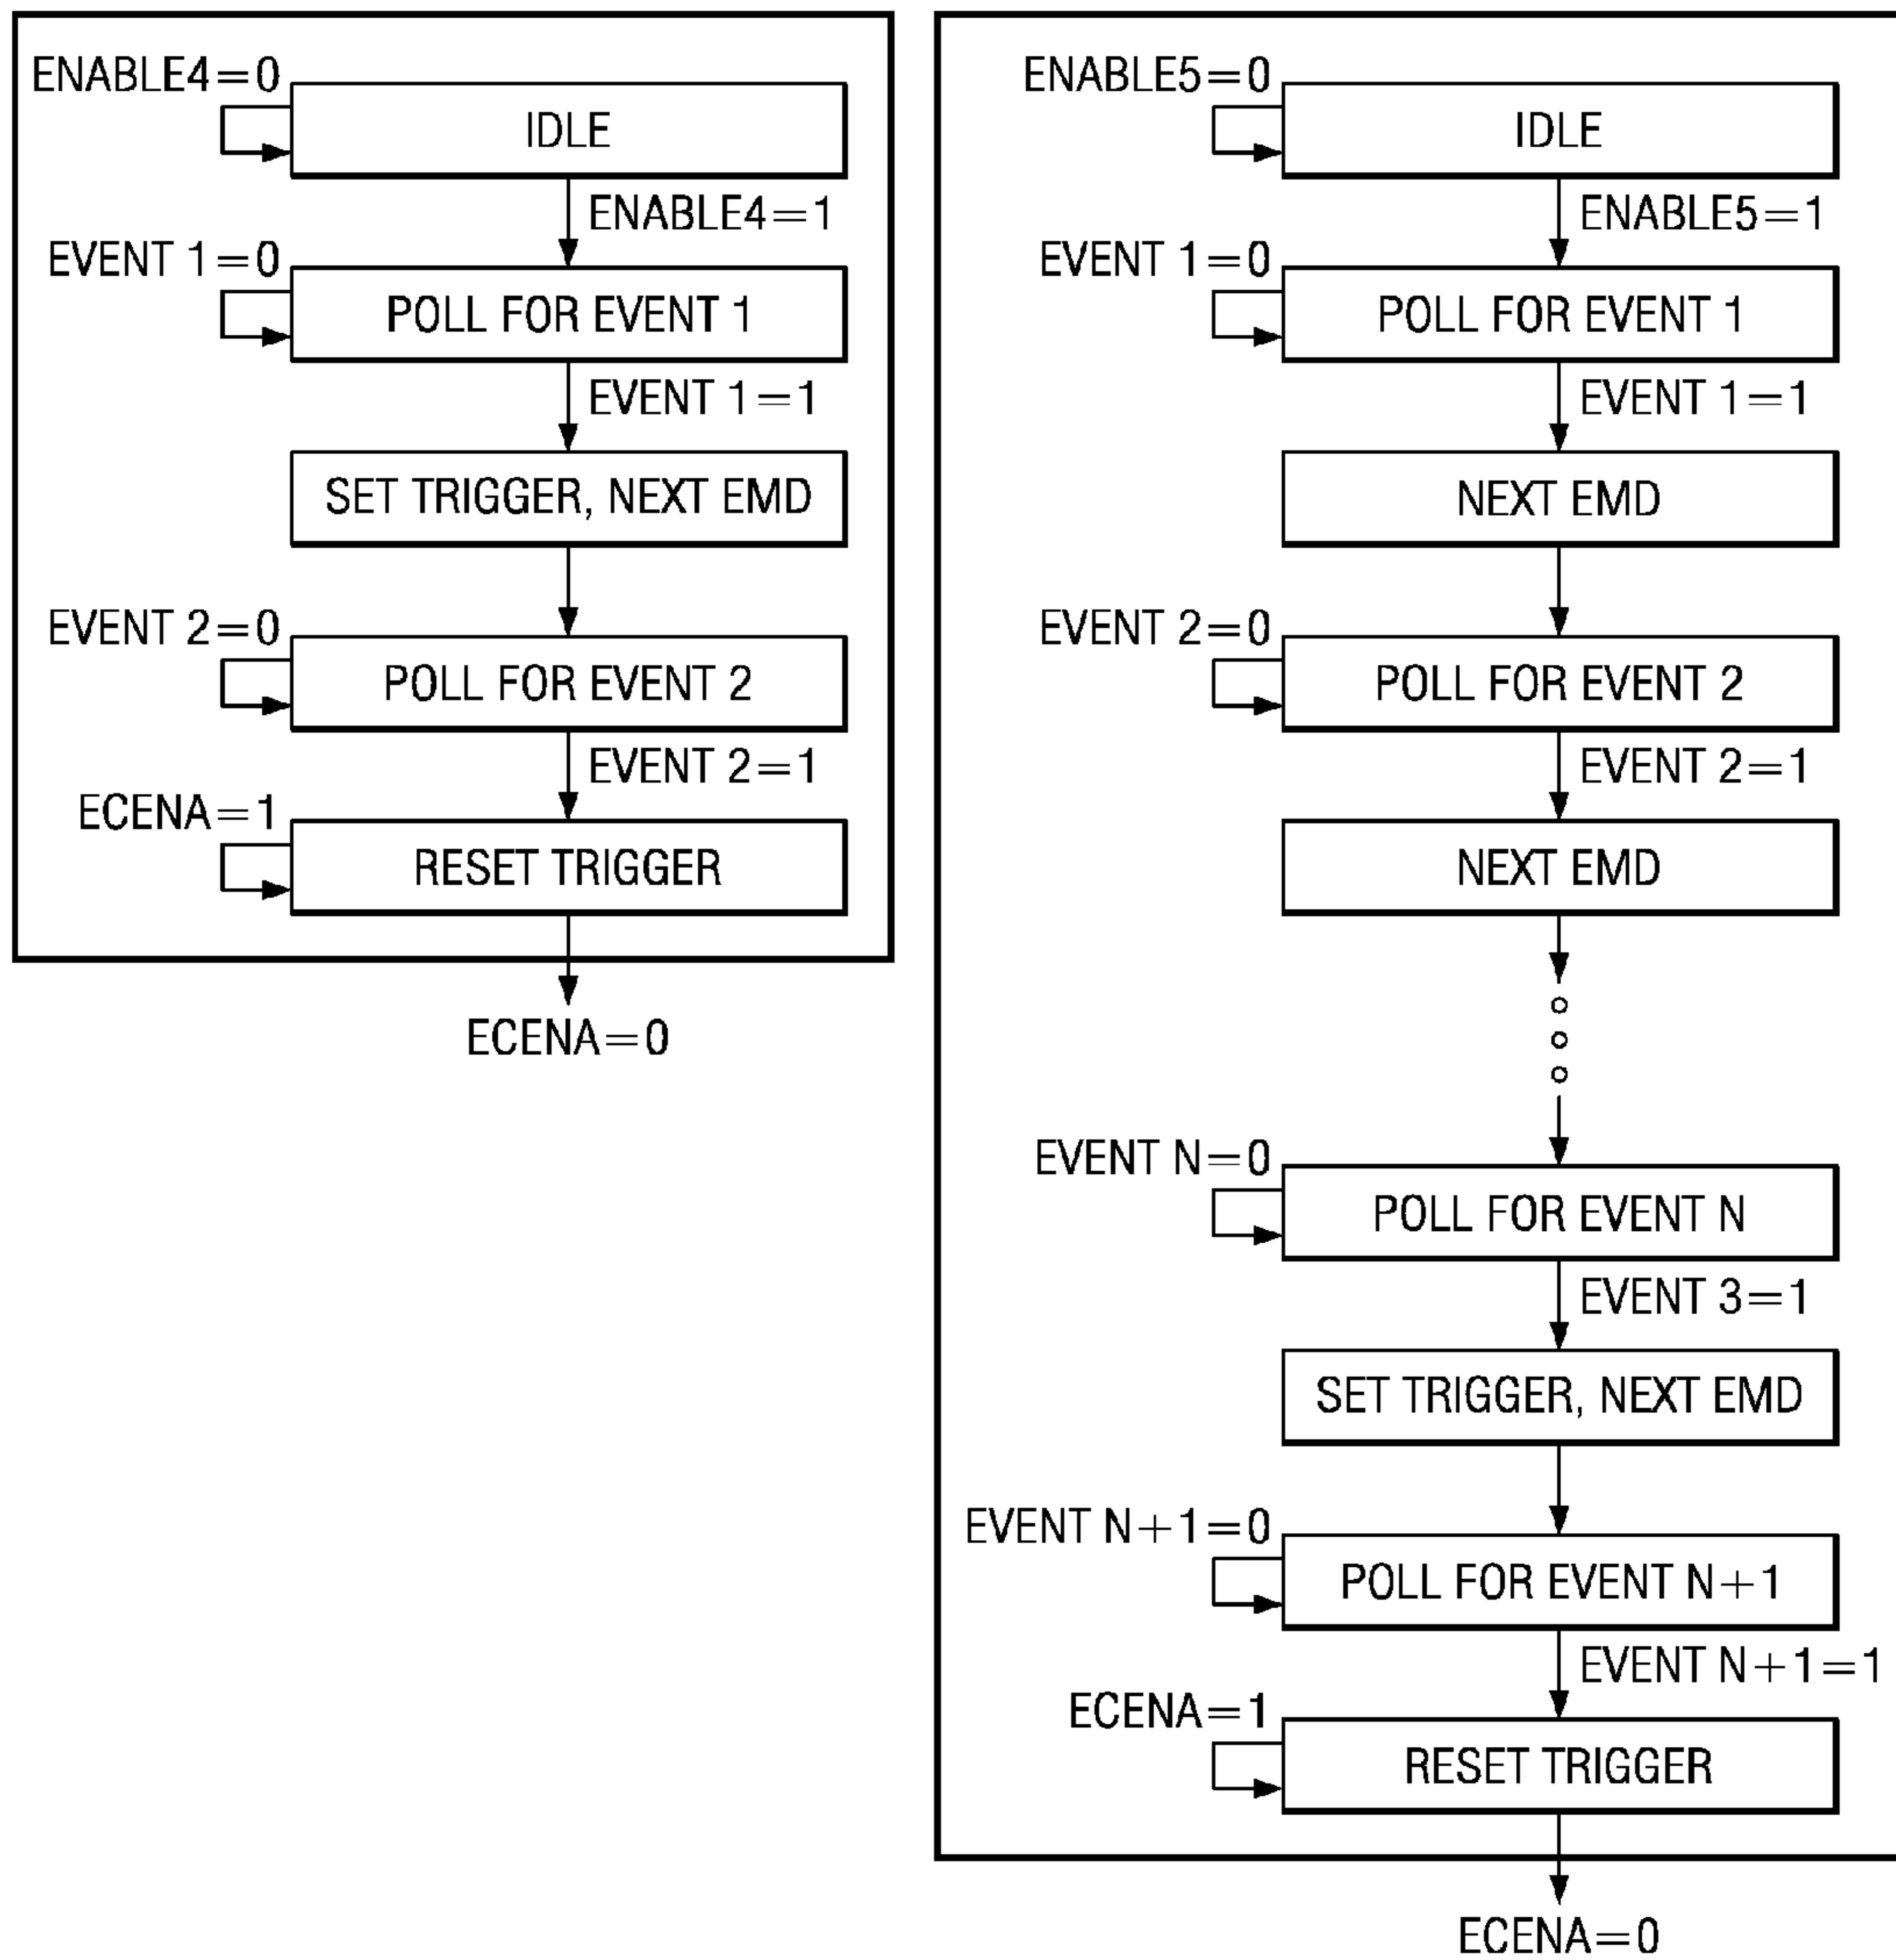 ENABLE4=0
IDLE
ENABLE4=1
EVENT 1=0
POLL FOR EVENT 1
EVENT 1=1
SET TRIGGER, NEXT EMD
EVENT 2=0
POLL FOR EVENT 2
EVENT 2=1
ECENA=1
RESET TRIGGER
ECENA=0
ENABLE5=0
IDLE
ENABLE5=1
EVENT 1=0
POLL FOR EVENT 1
EVENT 1=1
NEXT EMD
EVENT 2=0
POLL FOR EVENT 2
EVENT 2=1
NEXT EMD
EVENT N=0
POLL FOR EVENT N
EVENT 3=1
SET TRIGGER, NEXT EMD
EVENT N+1=0
POLL FOR EVENT N+1
EVENT N+1=1
ECENA=1
RESET TRIGGER
ECENA=0